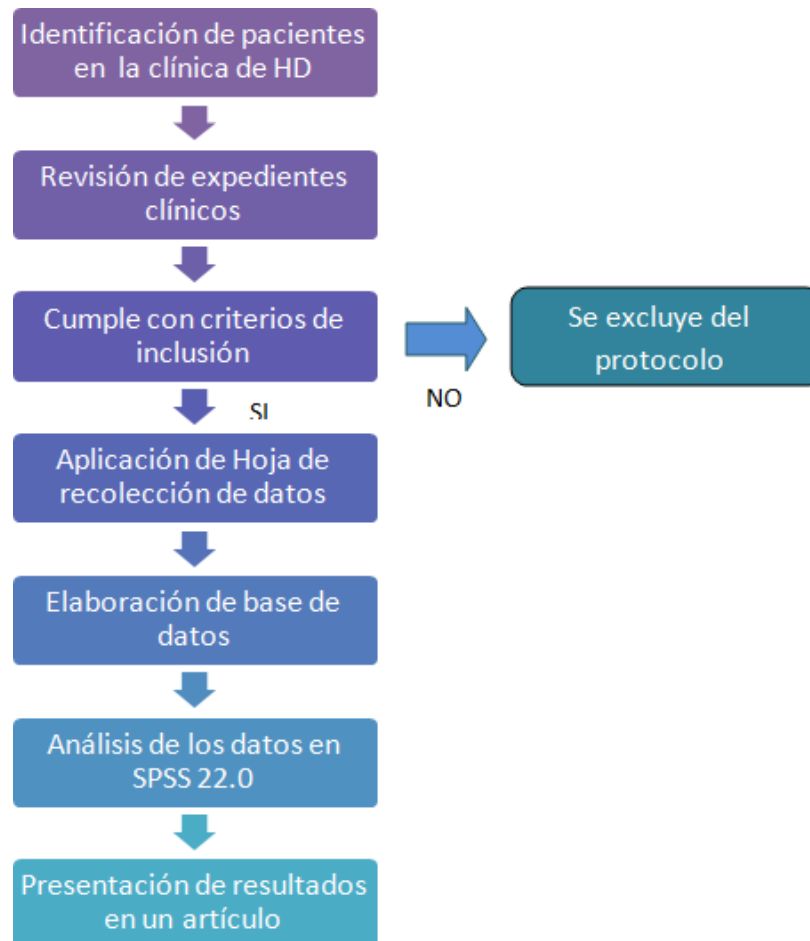 Identificación de pacientes
en la clínica de HD
Revisión de expedientes
clínicos
Cumple con criterios de
inclusión
Se excluye del
protocolo
NO
SI
Aplicación de Hoja de
recolección de datos
Elaboración de base de
datos
Análisis de los datos en
SPSS 22.0
Presentación de resultados
en un artículo